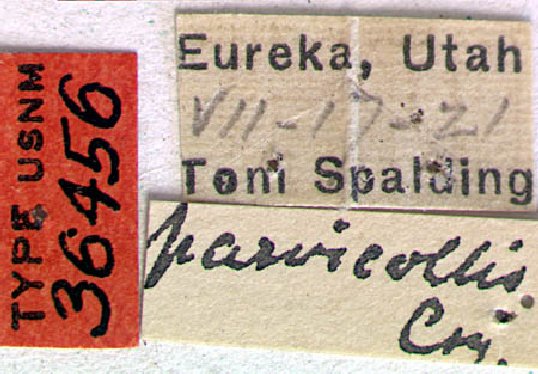 TYPE USNM
36456
Eureka, Utah
VII-17-21
Tom Spalding
parvicollis
Csy.